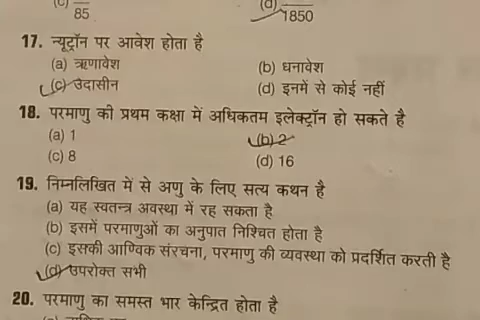 (c) 85
(d) 1850
17. न्यूट्रॉन पर आवेश होता है
(a) ऋणावेश (b) धनावेश
(c) उदासीन (d) इनमें से कोई नहीं
18. परमाणु की प्रथम कक्षा में अधिकतम इलेक्ट्रॉन हो सकते है
(a) 1 (b) 2
(c) 8 (d) 16
19. निम्नलिखित में से अणु के लिए सत्य कथन है
(a) यह स्वतन्त्र अवस्था में रह सकता है
(b) इसमें परमाणुओं का अनुपात निश्चित होता है
(c) इसकी आण्विक संरचना, परमाणु की व्यवस्था को प्रदर्शित करती है
(d) उपरोक्त सभी
20. परमाणु का समस्त भार केन्द्रित होता है